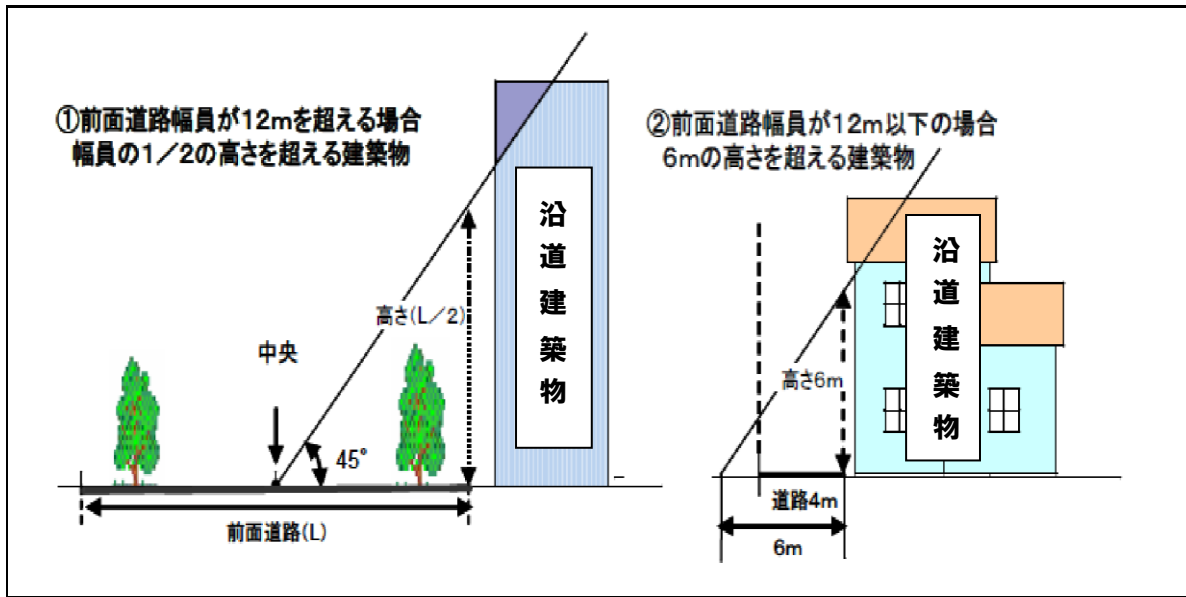 ①前面道路幅員が12mを超える場合
幅員の1/2の高さを超える建築物
沿道建築物
高さ(L/2)
中央
45°
前面道路(L)
②前面道路幅員が12m以下の場合
6mの高さを超える建築物
沿道建築物
高さ6m
道路4m
6m